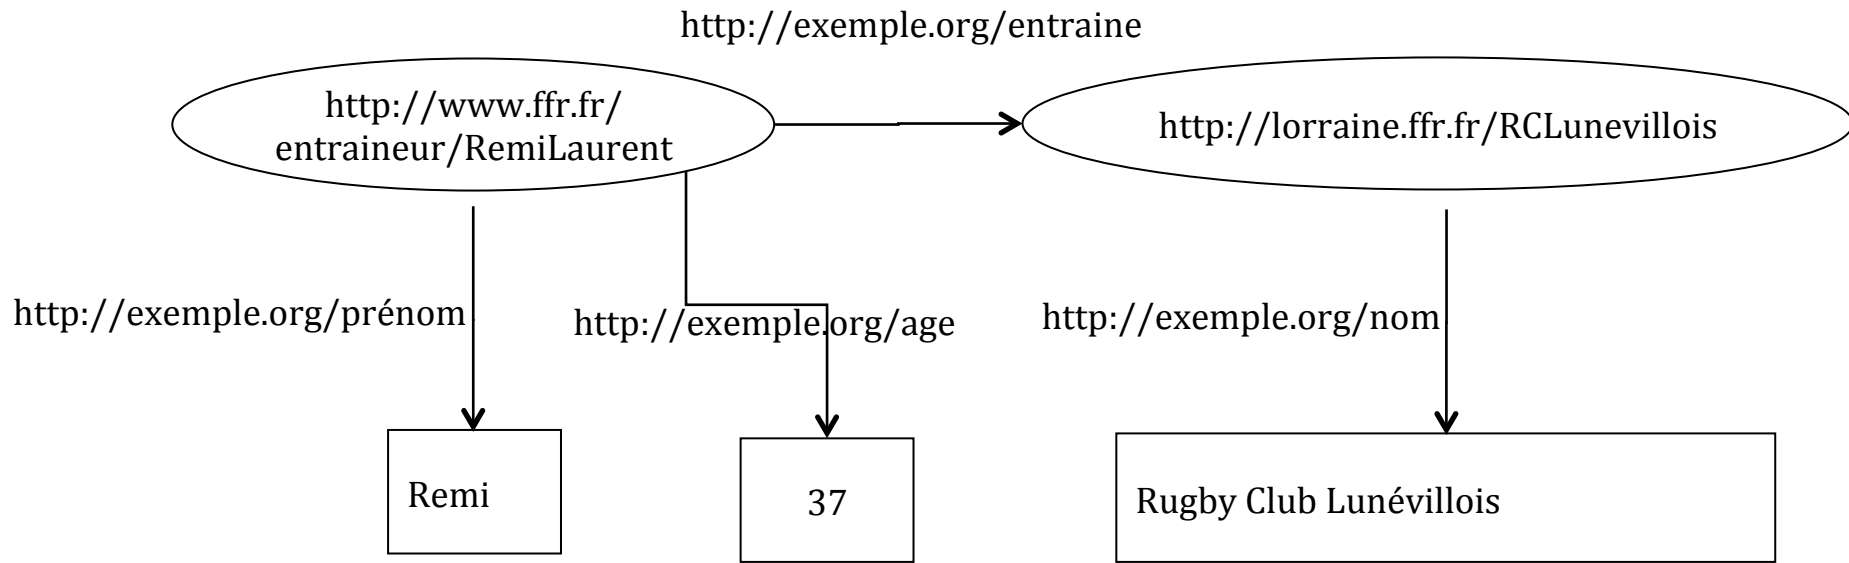 http://exemple.org/entraine
http://www.ffr.fr/
entraineur/RemiLaurent
http://lorraine.ffr.fr/RCLunevillois
http://exemple.org/prénom
http://exemple.org/age
http://exemple.org/nom
Remi
37
Rugby Club Lunévillois